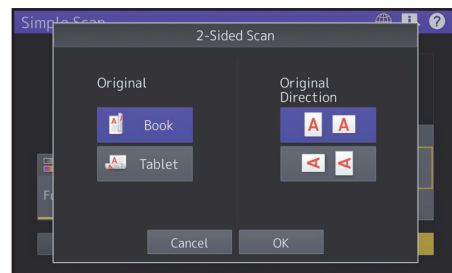 Simple Scan
2-Sided Scan
Original
Book
Tablet
Original
Direction
A A
A A
Cancel
OK